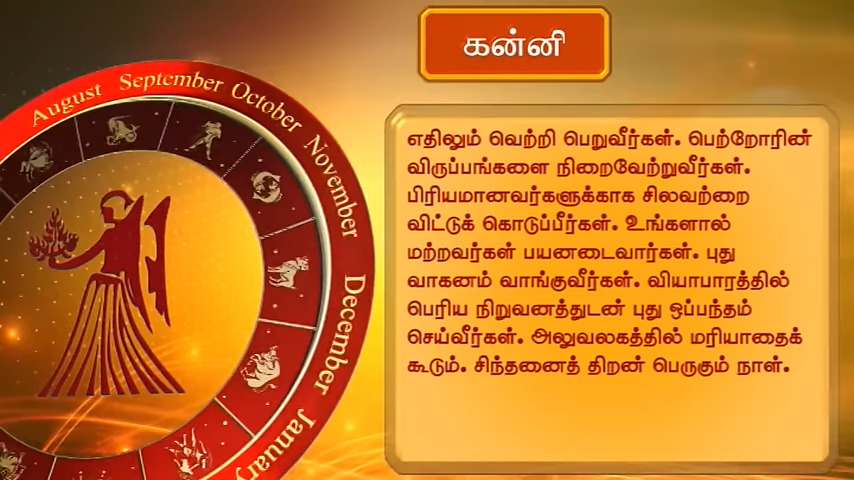 கன்னி
August September October November December January
எதிலும் வெற்றி பெறுவீர்கள். பெற்றோரின்
விருப்பங்களை நிறைவேற்றுவீர்கள்.
பிரியமானவர்களுக்காக சிலவற்றை
விட்டுக் கொடுப்பீர்கள். உங்களால்
மற்றவர்கள் பயனடைவார்கள். புது
வாகனம் வாங்குவீர்கள். வியாபாரத்தில்
பெரிய நிறுவனத்துடன் புது ஒப்பந்தம்
செய்வீர்கள். அலுவலகத்தில் மரியாதைக்
கூடும். சிந்தனைத் திறன் பெருகும் நாள்.